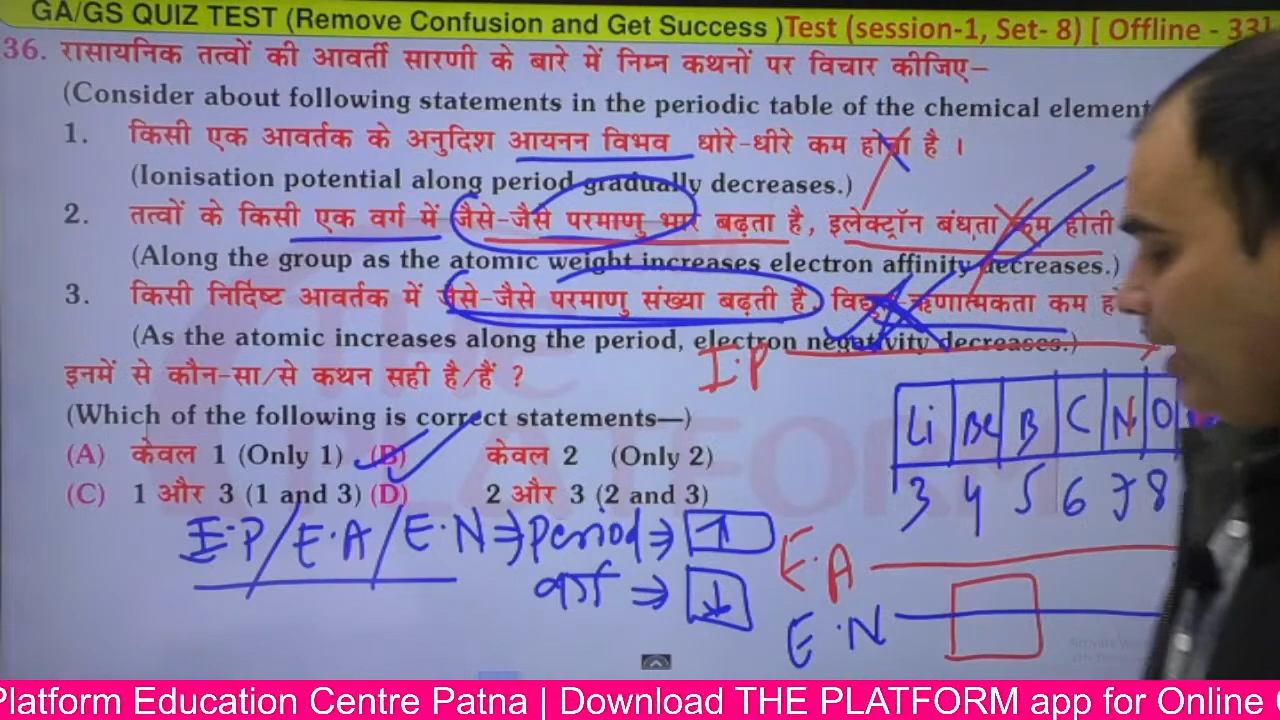 GA/GS QUIZ TEST (Remove Confusion and Get Success )Test (session-1, Set- 8) [ Offline - 33
36. रासायनिक तत्वों की आवर्ती सारणी के बारे में निम्न कथनों पर विचार कीजिए–
(Consider about following statements in the periodic table of the chemical element
1. किसी एक आवर्तक के अनुदिश आयनन विभव धीरे-धीरे कम होता है ।
(Ionisation potential along period gradually decreases.)
2. तत्वों के किसी एक वर्ग में जैसे-जैसे परमाणु भार बढ़ता है, इलेक्ट्रॉन बंधता कम होती
(Along the group as the atomic weight increases electron affinity decreases.)
3. किसी निर्दिष्ट आवर्तक में जैसे-जैसे परमाणु संख्या बढ़ती है, विद्युत-ऋणात्मकता कम
(As the atomic increases along the period, electron negativity decreases.)
I.P
इनमें से कौन-सा/से कथन सही है/हैं ?
(Which of the following is correct statements—)
(A) केवल 1 (Only 1) (B) केवल 2 (Only 2)
(C) 1 और 3 (1 and 3) (D) 2 और 3 (2 and 3)
Li Be B C N O
3 4 5 6 7 8
I.P/E.A/E.N ⇒ Period ⇒ ↑
वर्ग ⇒ ↓
E.A
E.N
THE PLATFORM
Platform Education Centre Patna | Download THE PLATFORM app for Online